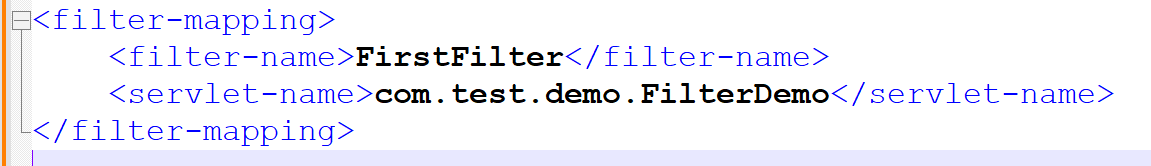 <filter-mapping>
<filter-name>FirstFilter</filter-name>
<servlet-name>com.test.demo.FilterDemo</servlet-name>
</filter-mapping>